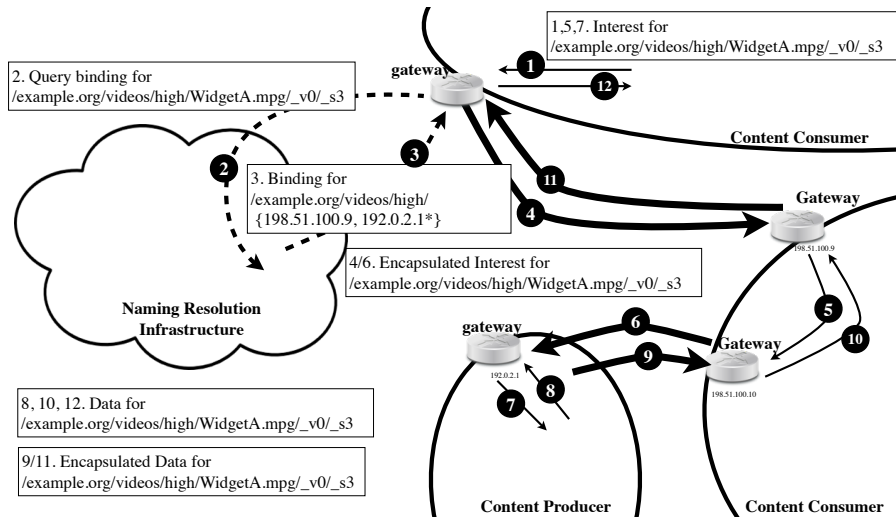 1,5,7. Interest for
/example.org/videos/high/WidgetA.mpg/_v0/_s3
gateway
1
12
2. Query binding for
/example.org/videos/high/WidgetA.mpg/_v0/_s3
Content Consumer
2
3
3. Binding for
/example.org/videos/high/
{198.51.100.9, 192.0.2.1*}
11
4
Gateway
198.51.100.9
4/6. Encapsulated Interest for
/example.org/videos/high/WidgetA.mpg/_v0/_s3
Naming Resolution
Infrastructure
5
10
gateway
6
Gateway
9
192.0.2.1
7
8
198.51.100.10
8, 10, 12. Data for
/example.org/videos/high/WidgetA.mpg/_v0/_s3
9/11. Encapsulated Data for
/example.org/videos/high/WidgetA.mpg/_v0/_s3
Content Producer
Content Consumer